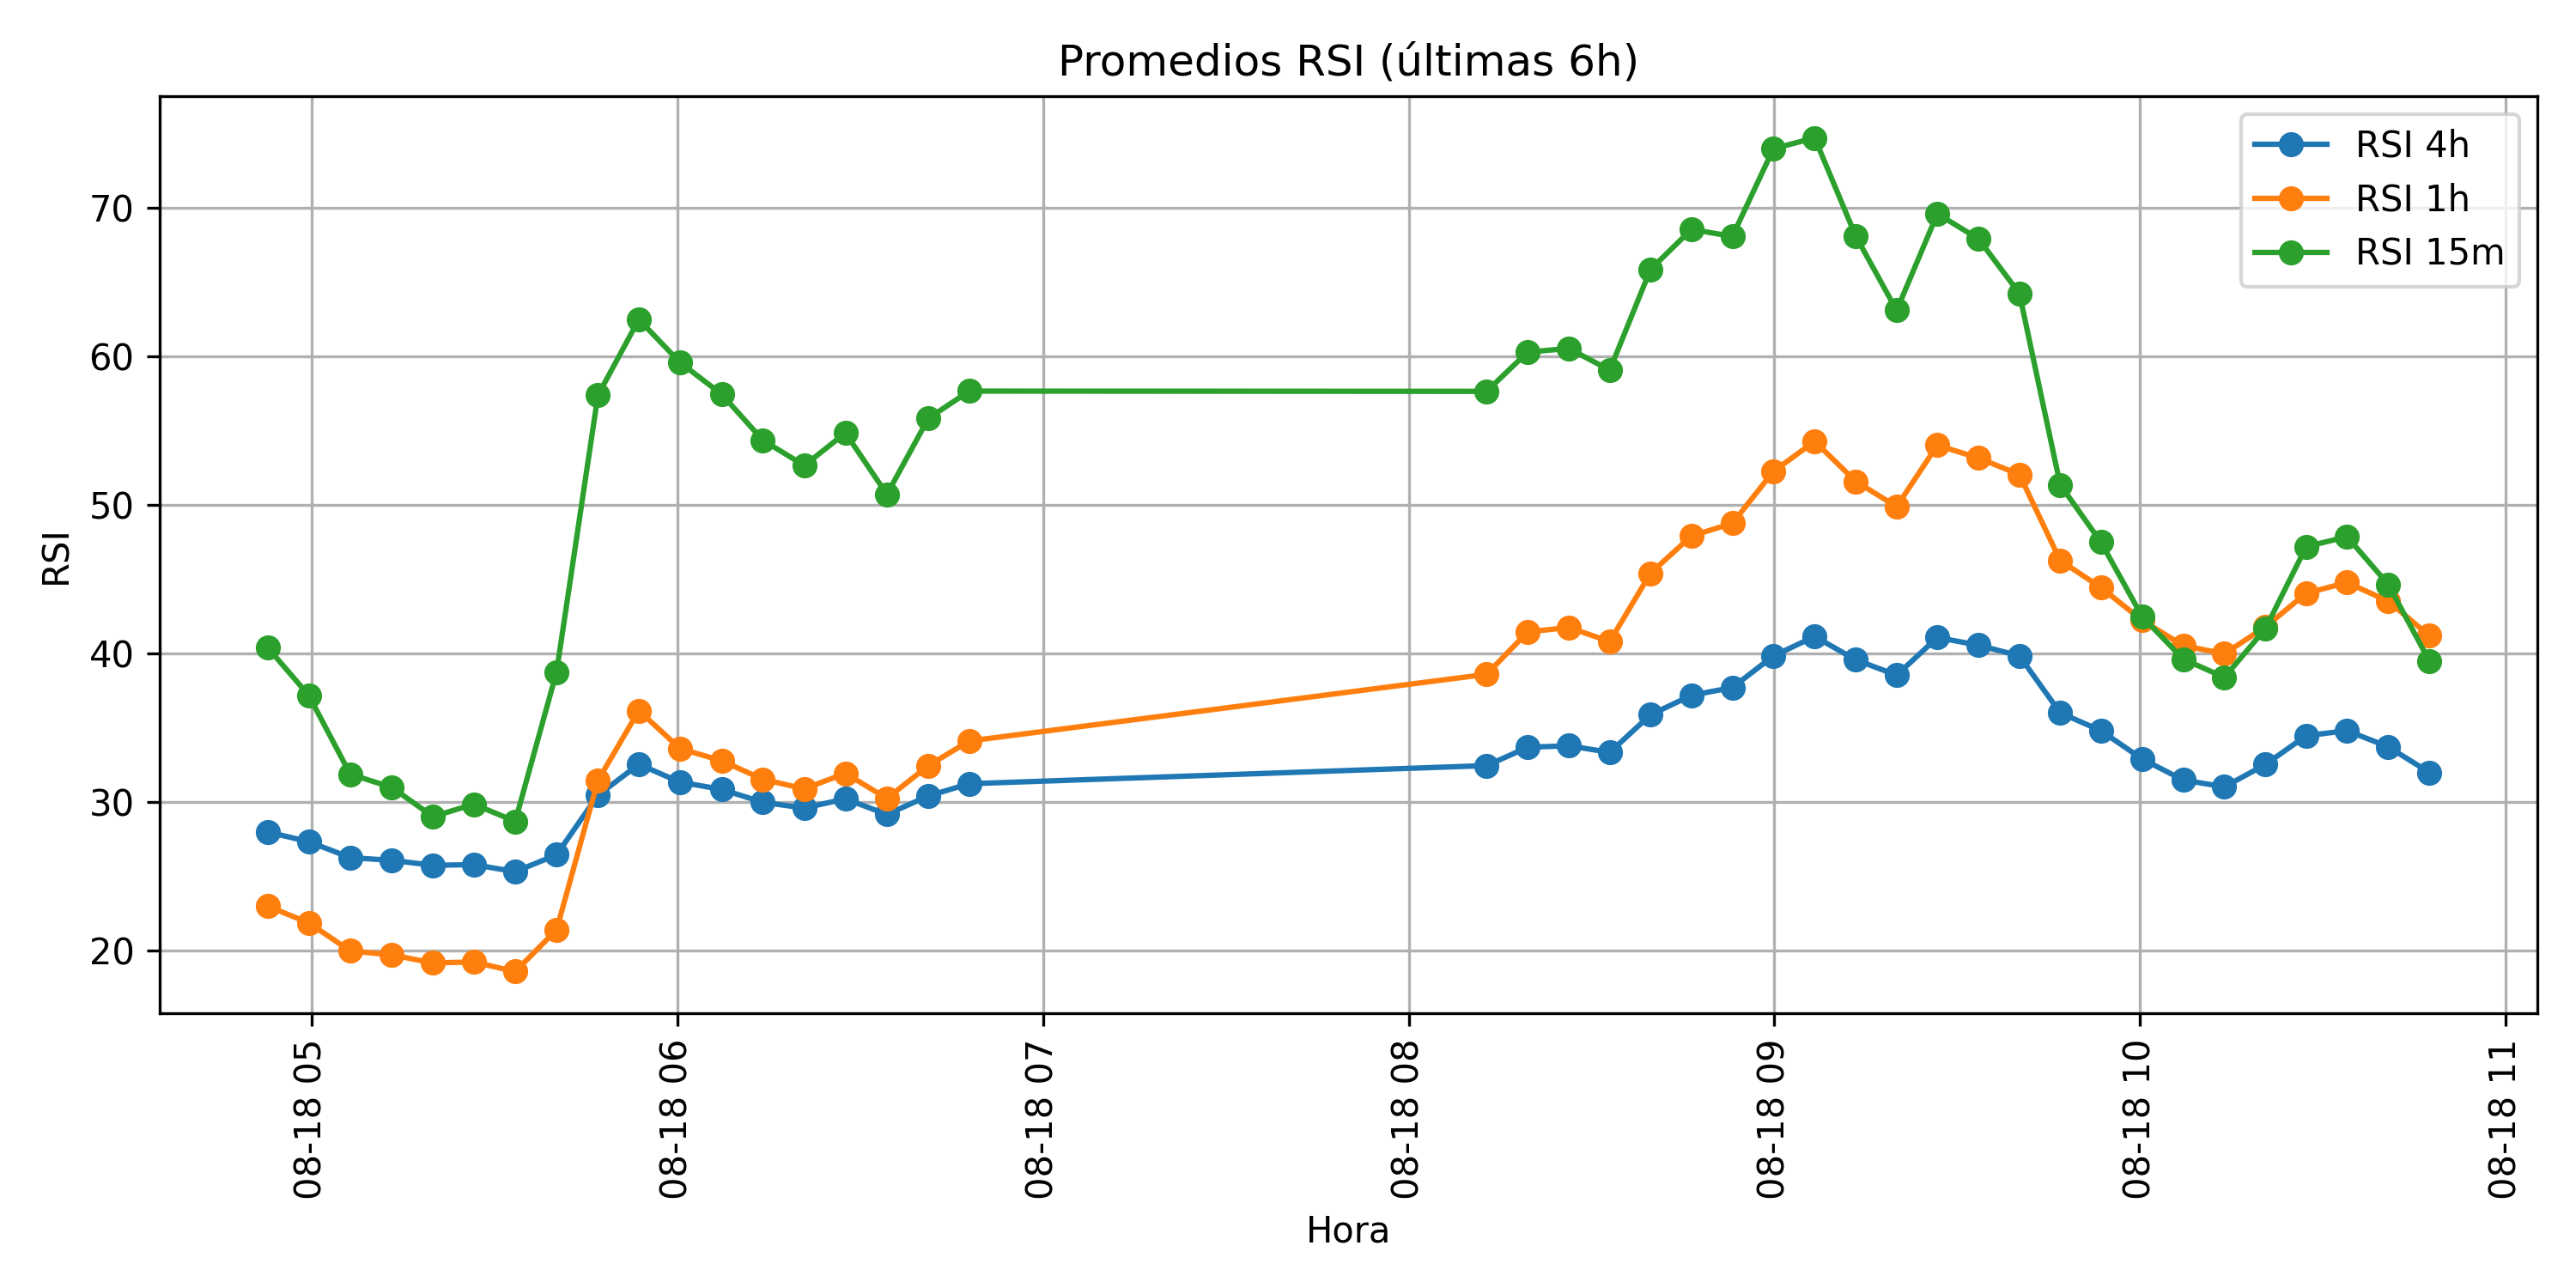 Promedios RSI (últimas 6h)
RSI 4h
RSI 1h
RSI 15m
70
60
50
40
30
20
RSI
08-18 05
08-18 06
08-18 07
08-18 08
08-18 09
08-18 10
08-18 11
Hora